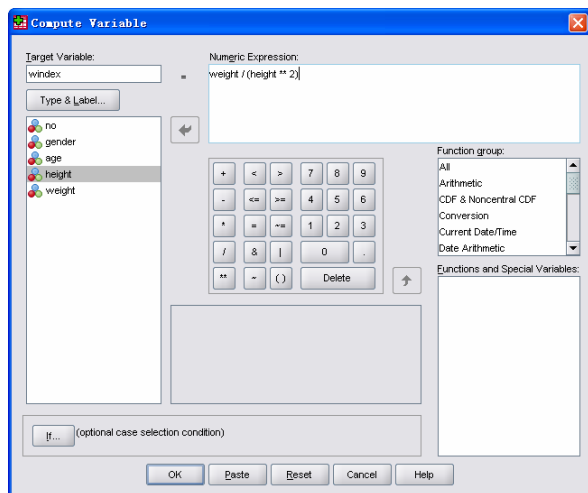 Compute Variable
Target Variable:
windex
=
Numeric Expression:
weight / (height ** 2)
Type & Label...
no
gender
age
height
weight
+ < > 7 8 9
- <= >= 4 5 6
* = ~= 1 2 3
/ & | 0 .
** ~ ( ) Delete
Function group:
All
Arithmetic
CDF & Noncentral CDF
Conversion
Current Date/Time
Date Arithmetic
Functions and Special Variables:
If... (optional case selection condition)
OK Paste Reset Cancel Help